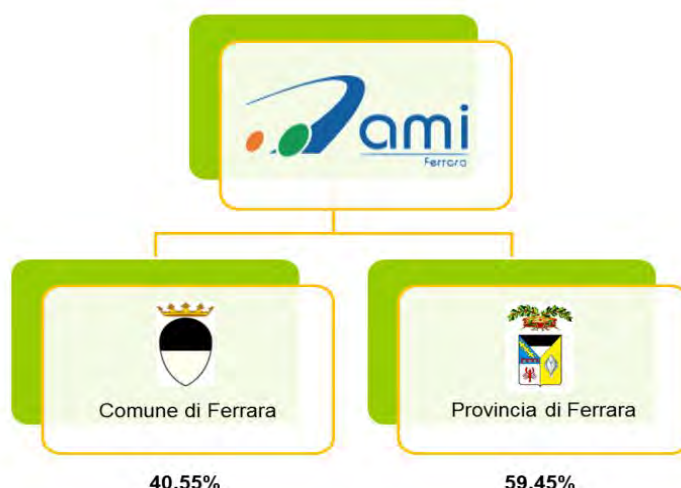 ami
Ferrara
Comune di Ferrara
Provincia di Ferrara
40,55%
59,45%